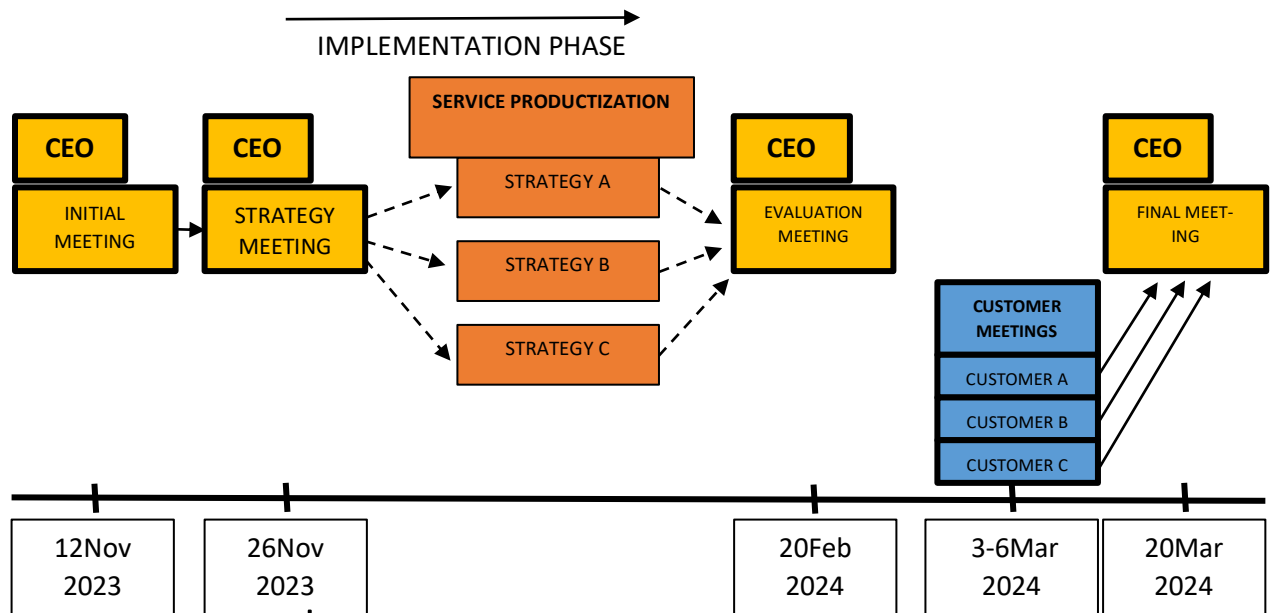 IMPLEMENTATION PHASE
SERVICE PRODUCTIZATION
CEO
CEO
CEO
CEO
INITIAL
MEETING
STRATEGY
MEETING
STRATEGY A
STRATEGY B
STRATEGY C
EVALUATION
MEETING
FINAL MEET-
ING
CUSTOMER
MEETINGS
CUSTOMER A
CUSTOMER B
CUSTOMER C
12Nov
2023
26Nov
2023
20Feb
2024
3-6Mar
2024
20Mar
2024